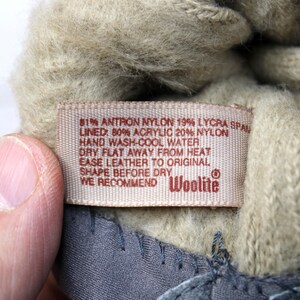 81% ANTRON NYLON 19% LYCRA SPAN
LINED: 80% ACRYLIC 20% NYLON
HAND WASH-COOL WATER
DRY FLAT AWAY FROM HEAT
EASE LEATHER TO ORIGINAL
SHAPE BEFORE DRY
WE RECOMMEND Woolite®